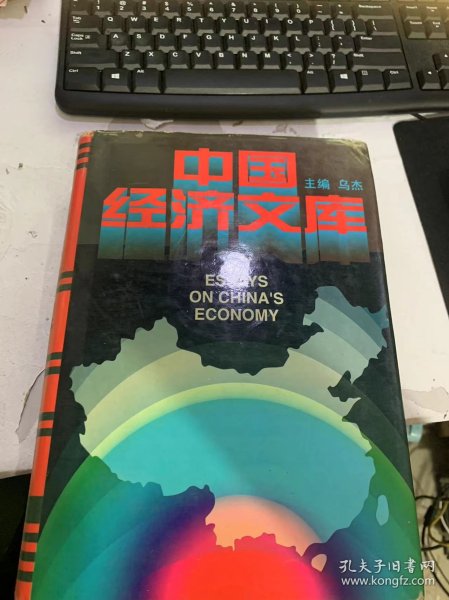 中国
主编 乌杰
经济文库
ESSAYS
ON CHINA'S
ECONOMY
孔夫子旧书网
www.kongfz.com